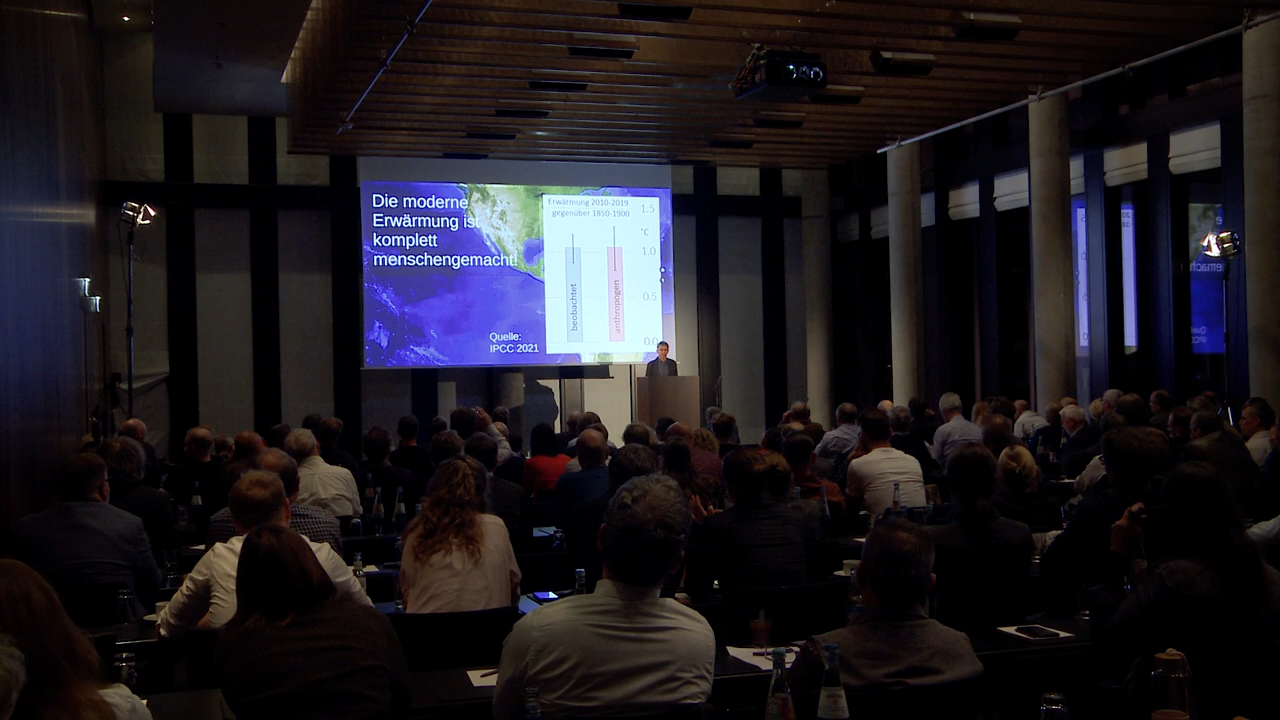 Die moderne
Erwärmung ist
komplett
menschengemacht!
Quelle:
IPCC 2021
Erwärmung 2010-2019
gegenüber 1850-1900
1.5
°C
1.0
0.5
0.0
beobachtet
anthropogen